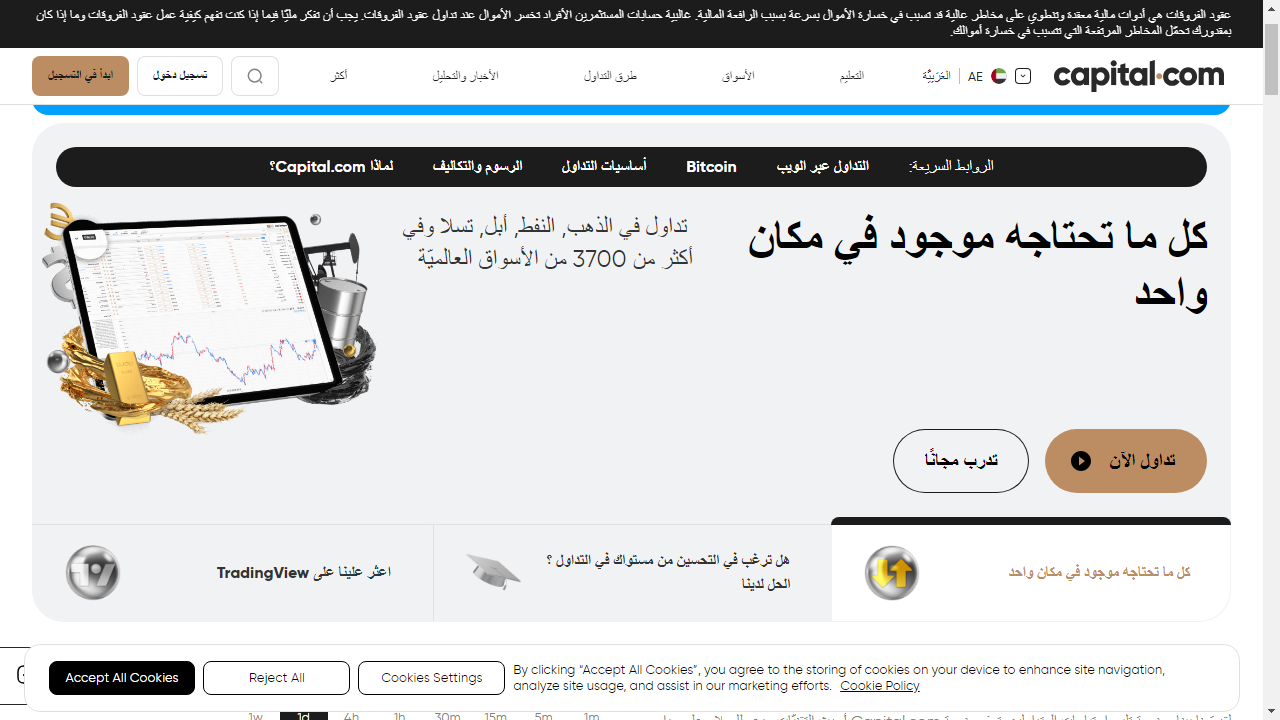 عقود الفروقات هي أدوات مالية معقدة وتنطوي على مخاطر عالية قد تسبب في خسارة الأموال بسرعة بسبب الرافعة المالية. غالبية حسابات المستثمرين الأفراد تخسر الأموال عند تداول عقود الفروقات. يجب أن تفكر مليًا فيما إذا كنت تفهم كيفية عمل عقود الفروقات وما إذا كان
بمقدورك تحمّل المخاطر المرتفعة التي تتسبب في خسارة أموالك.
capital.com
AE
العَرَبِيَّة
التعليم
الأسواق
طرق التداول
الأخبار والتحليل
أكثر
تسجيل دخول
ابدأ في التسجيل
الروابط السريعة:
التداول عبر الويب
Bitcoin
أساسيات التداول
الرسوم والتكاليف
لماذا Capital.com؟
كل ما تحتاجه موجود في مكان
واحد
تداول في الذهب, النفط, أبل, تسلا وفي
أكثر من 3700 من الأسواق العالميّة
تداول الآن
تدرب مجانًا
كل ما تحتاجه موجود في مكان واحد
هل ترغب في التحسين من مستواك في التداول ؟
الحل لدينا
اعثر علينا على TradingView
By clicking “Accept All Cookies”, you agree to the storing of cookies on your device to enhance site navigation,
analyze site usage, and assist in our marketing efforts. Cookie Policy
Cookies Settings
Reject All
Accept All Cookies
1w
1d
4h
1h
30m
15m
5m
1m